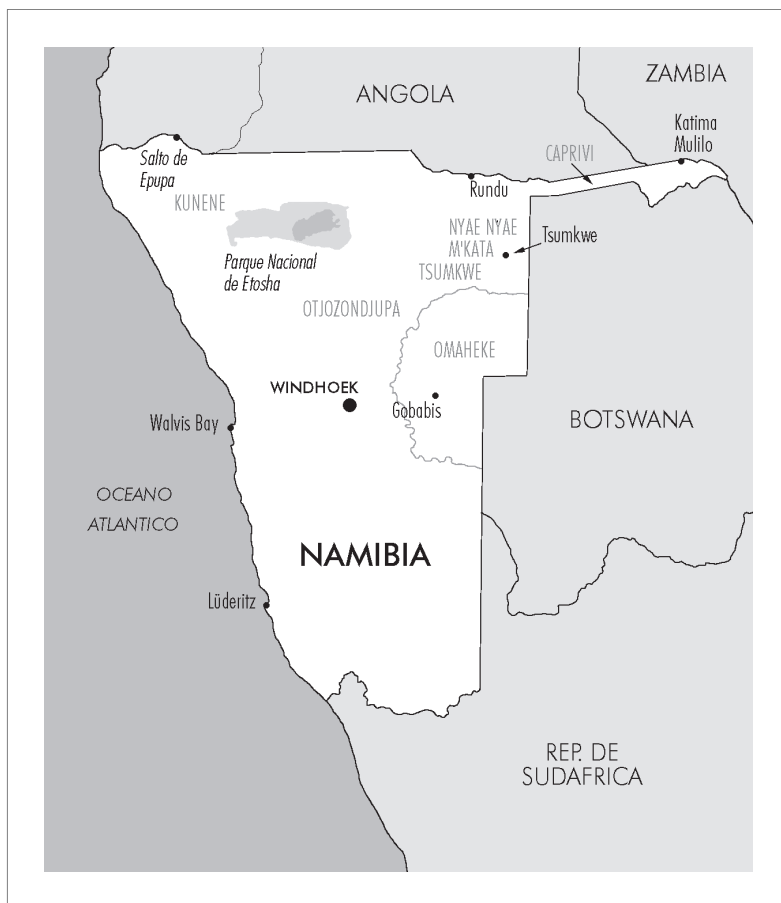 ZAMBIA
ANGOLA
Katima
Mulilo
CAPRIVI
Salto de
Epupa
Rundu
KUNENE
NYAE NYAE
M'KATA
Tsumkwe
TSUMKWE
Parque Nacional
de Etosha
OTJOZONDJUPA
OMAHEKE
WINDHOEK
Gobabis
Walvis Bay
BOTSWANA
OCEANO
ATLANTICO
NAMIBIA
Lüderitz
REP. DE
SUDAFRICA